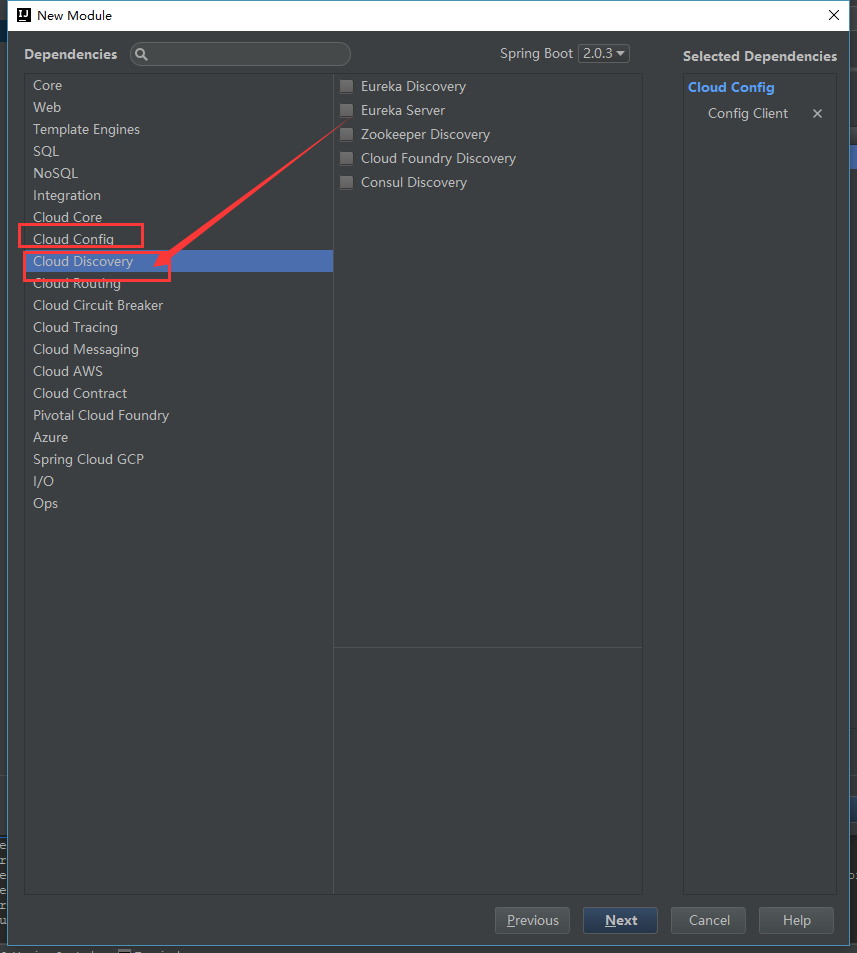 New Module
Dependencies
Spring Boot 2.0.3
Selected Dependencies
Core
Web
Template Engines
SQL
NoSQL
Integration
Cloud Core
Cloud Config
Cloud Discovery
Cloud Routing
Cloud Circuit Breaker
Cloud Tracing
Cloud Messaging
Cloud AWS
Cloud Contract
Pivotal Cloud Foundry
Azure
Spring Cloud GCP
I/O
Ops
Eureka Discovery
Eureka Server
Zookeeper Discovery
Cloud Foundry Discovery
Consul Discovery
Cloud Config
Config Client
Previous
Next
Cancel
Help